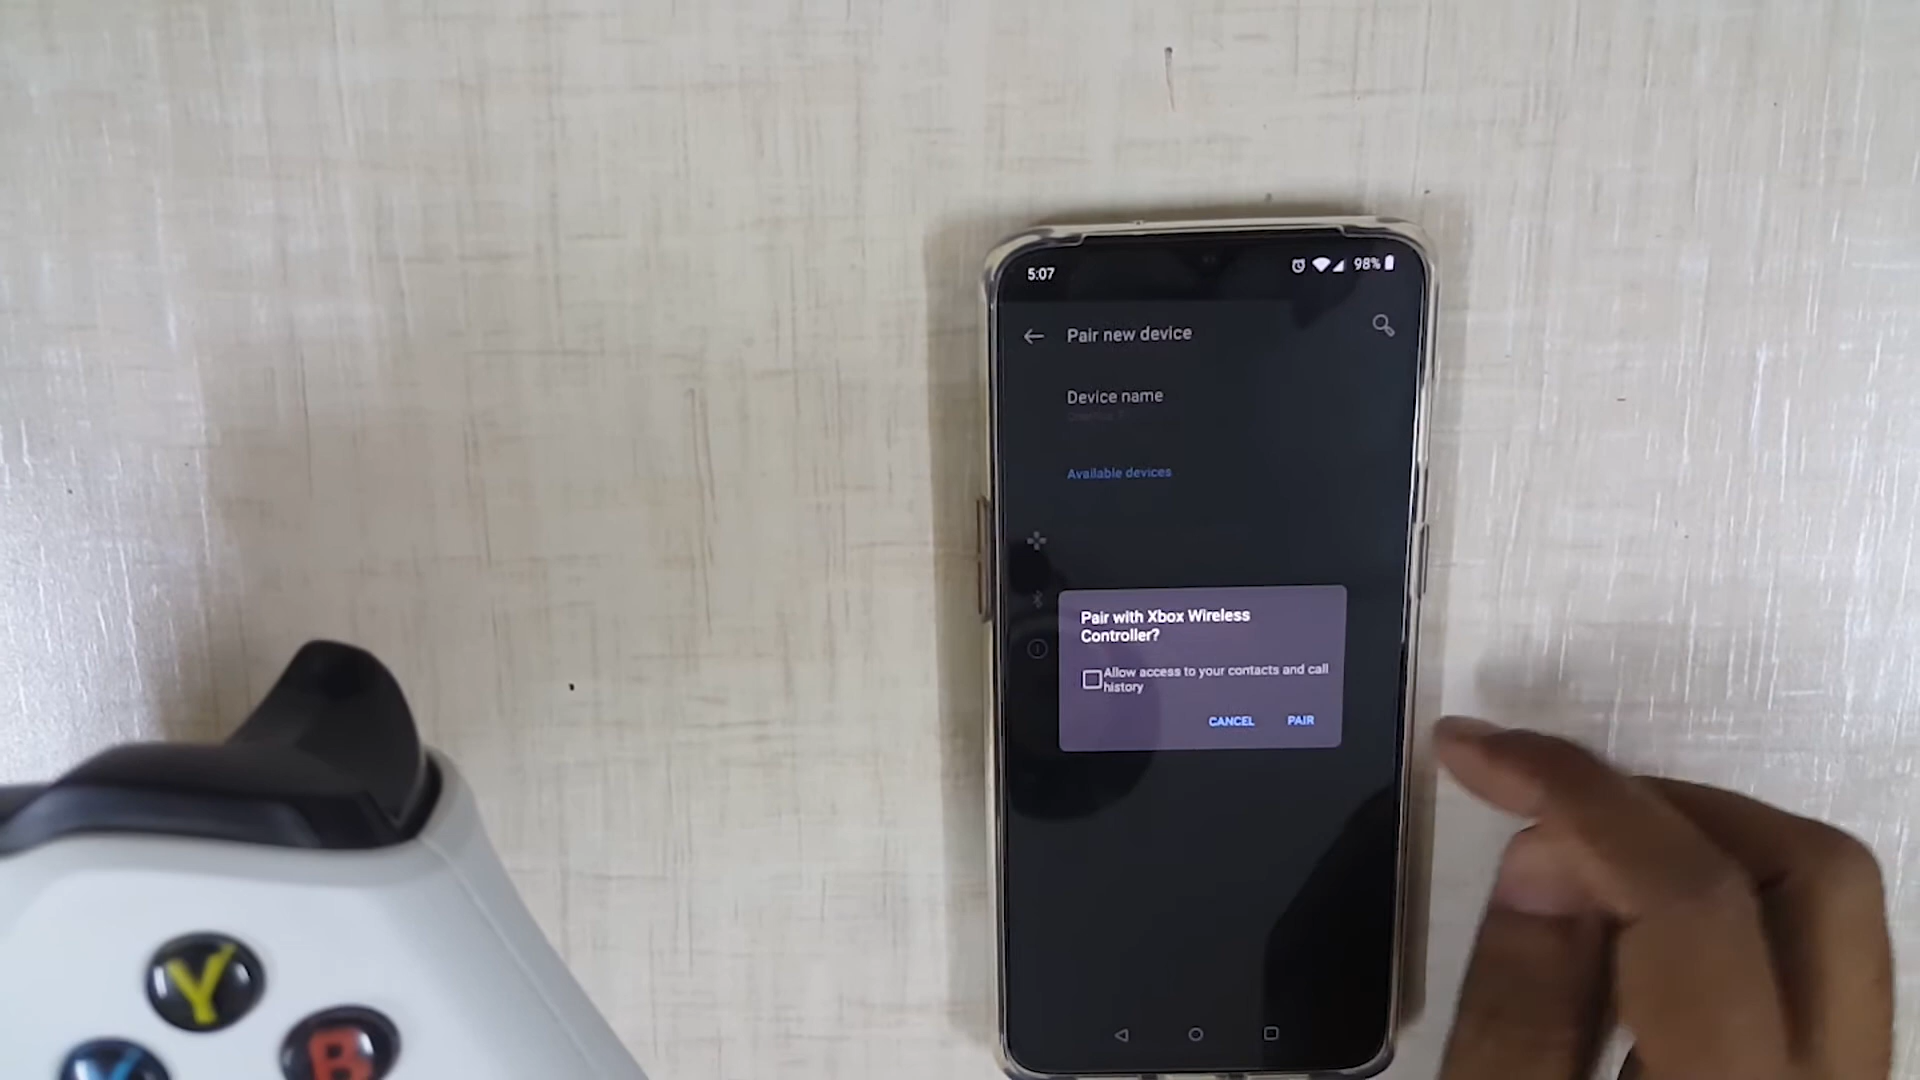 5:07
98%
Pair new device
Device name
Available devices
Pair with Xbox Wireless
Controller?
Allow access to your contacts and call
history
CANCEL PAIR
Y
B
X